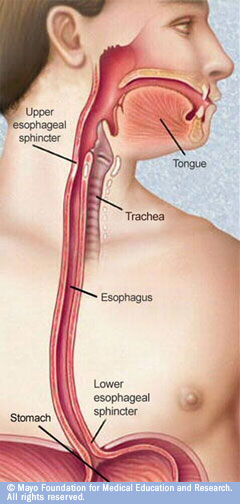 Upper
esophageal
sphincter
Tongue
Trachea
Esophagus
Lower
esophageal
sphincter
Stomach
© Mayo Foundation for Medical Education and Research.
All rights reserved.